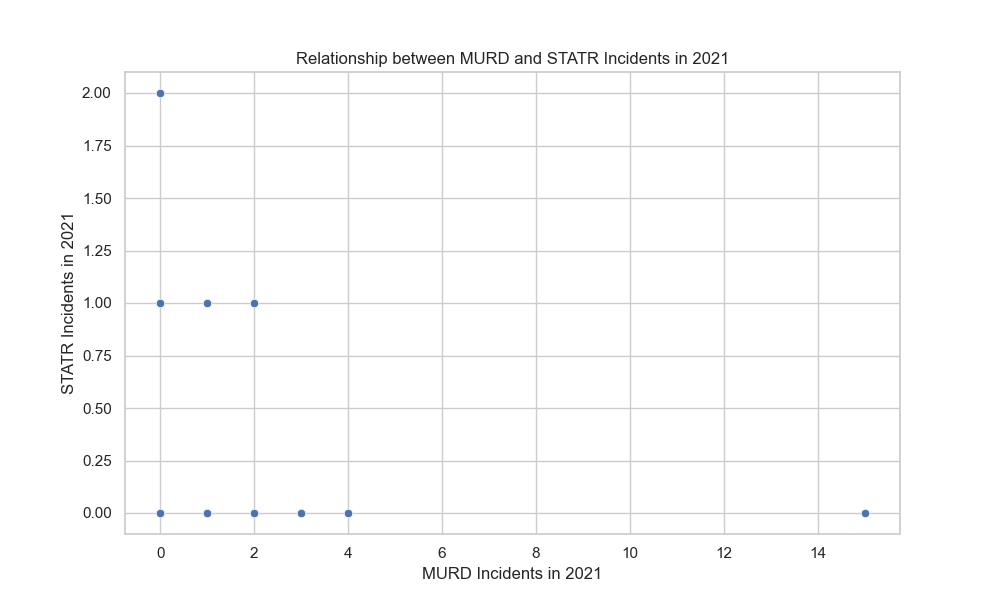 Relationship between MURD and STATR Incidents in 2021
STATR Incidents in 2021
2.00
1.75
1.50
1.25
1.00
0.75
0.50
0.25
0.00
0 2 4 6 8 10 12 14
MURD Incidents in 2021